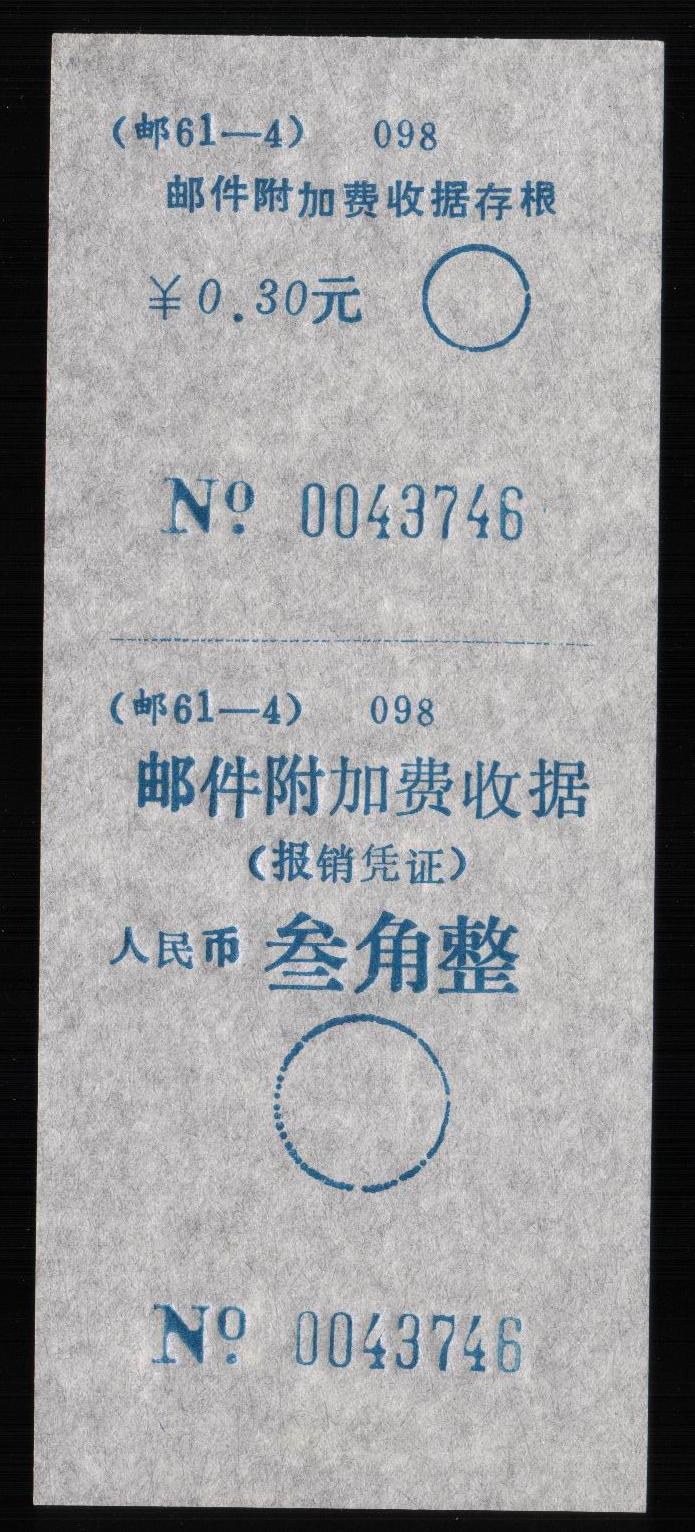 （邮61—4） 098
邮件附加费收据存根
￥0.30元
No. 0043746
（邮61—4） 098
邮件附加费收据
（报销凭证）
人民币 叁角整
No. 0043746